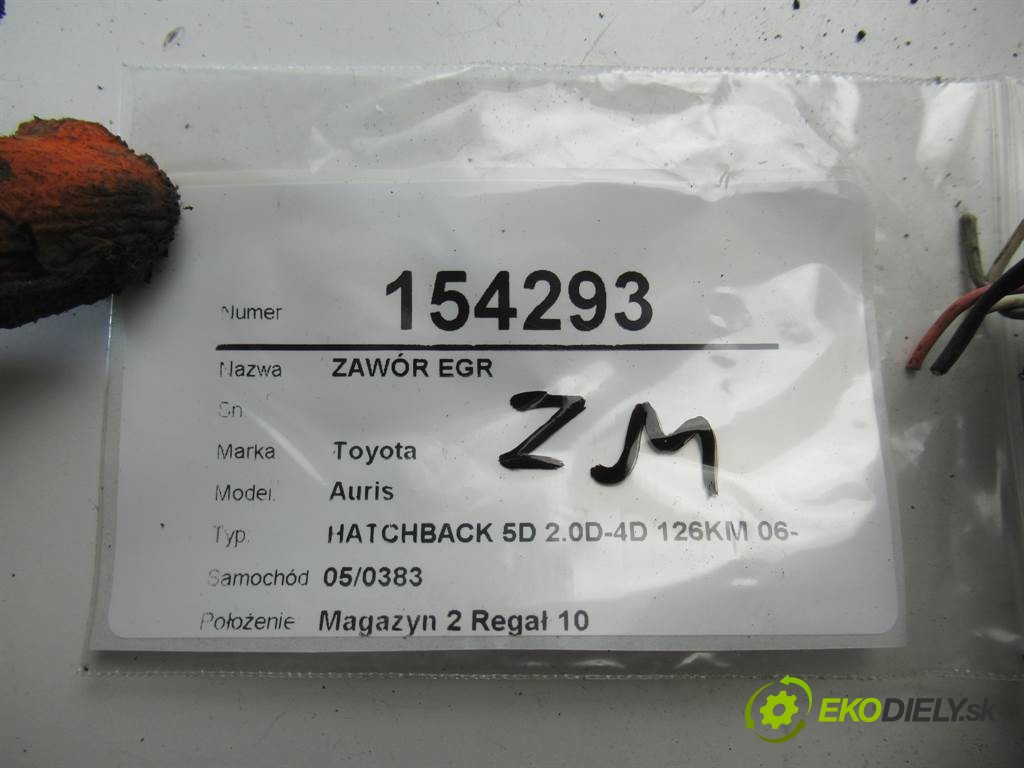 Numer 154293
Nazwa ZAWÓR EGR
Sn.
ZM
Marka Toyota
Model. Auris
Typ. HATCHBACK 5D 2.0D-4D 126KM 06-
Samochód 05/0383
Położenie Magazyn 2 Regał 10
EKODIELY.sk